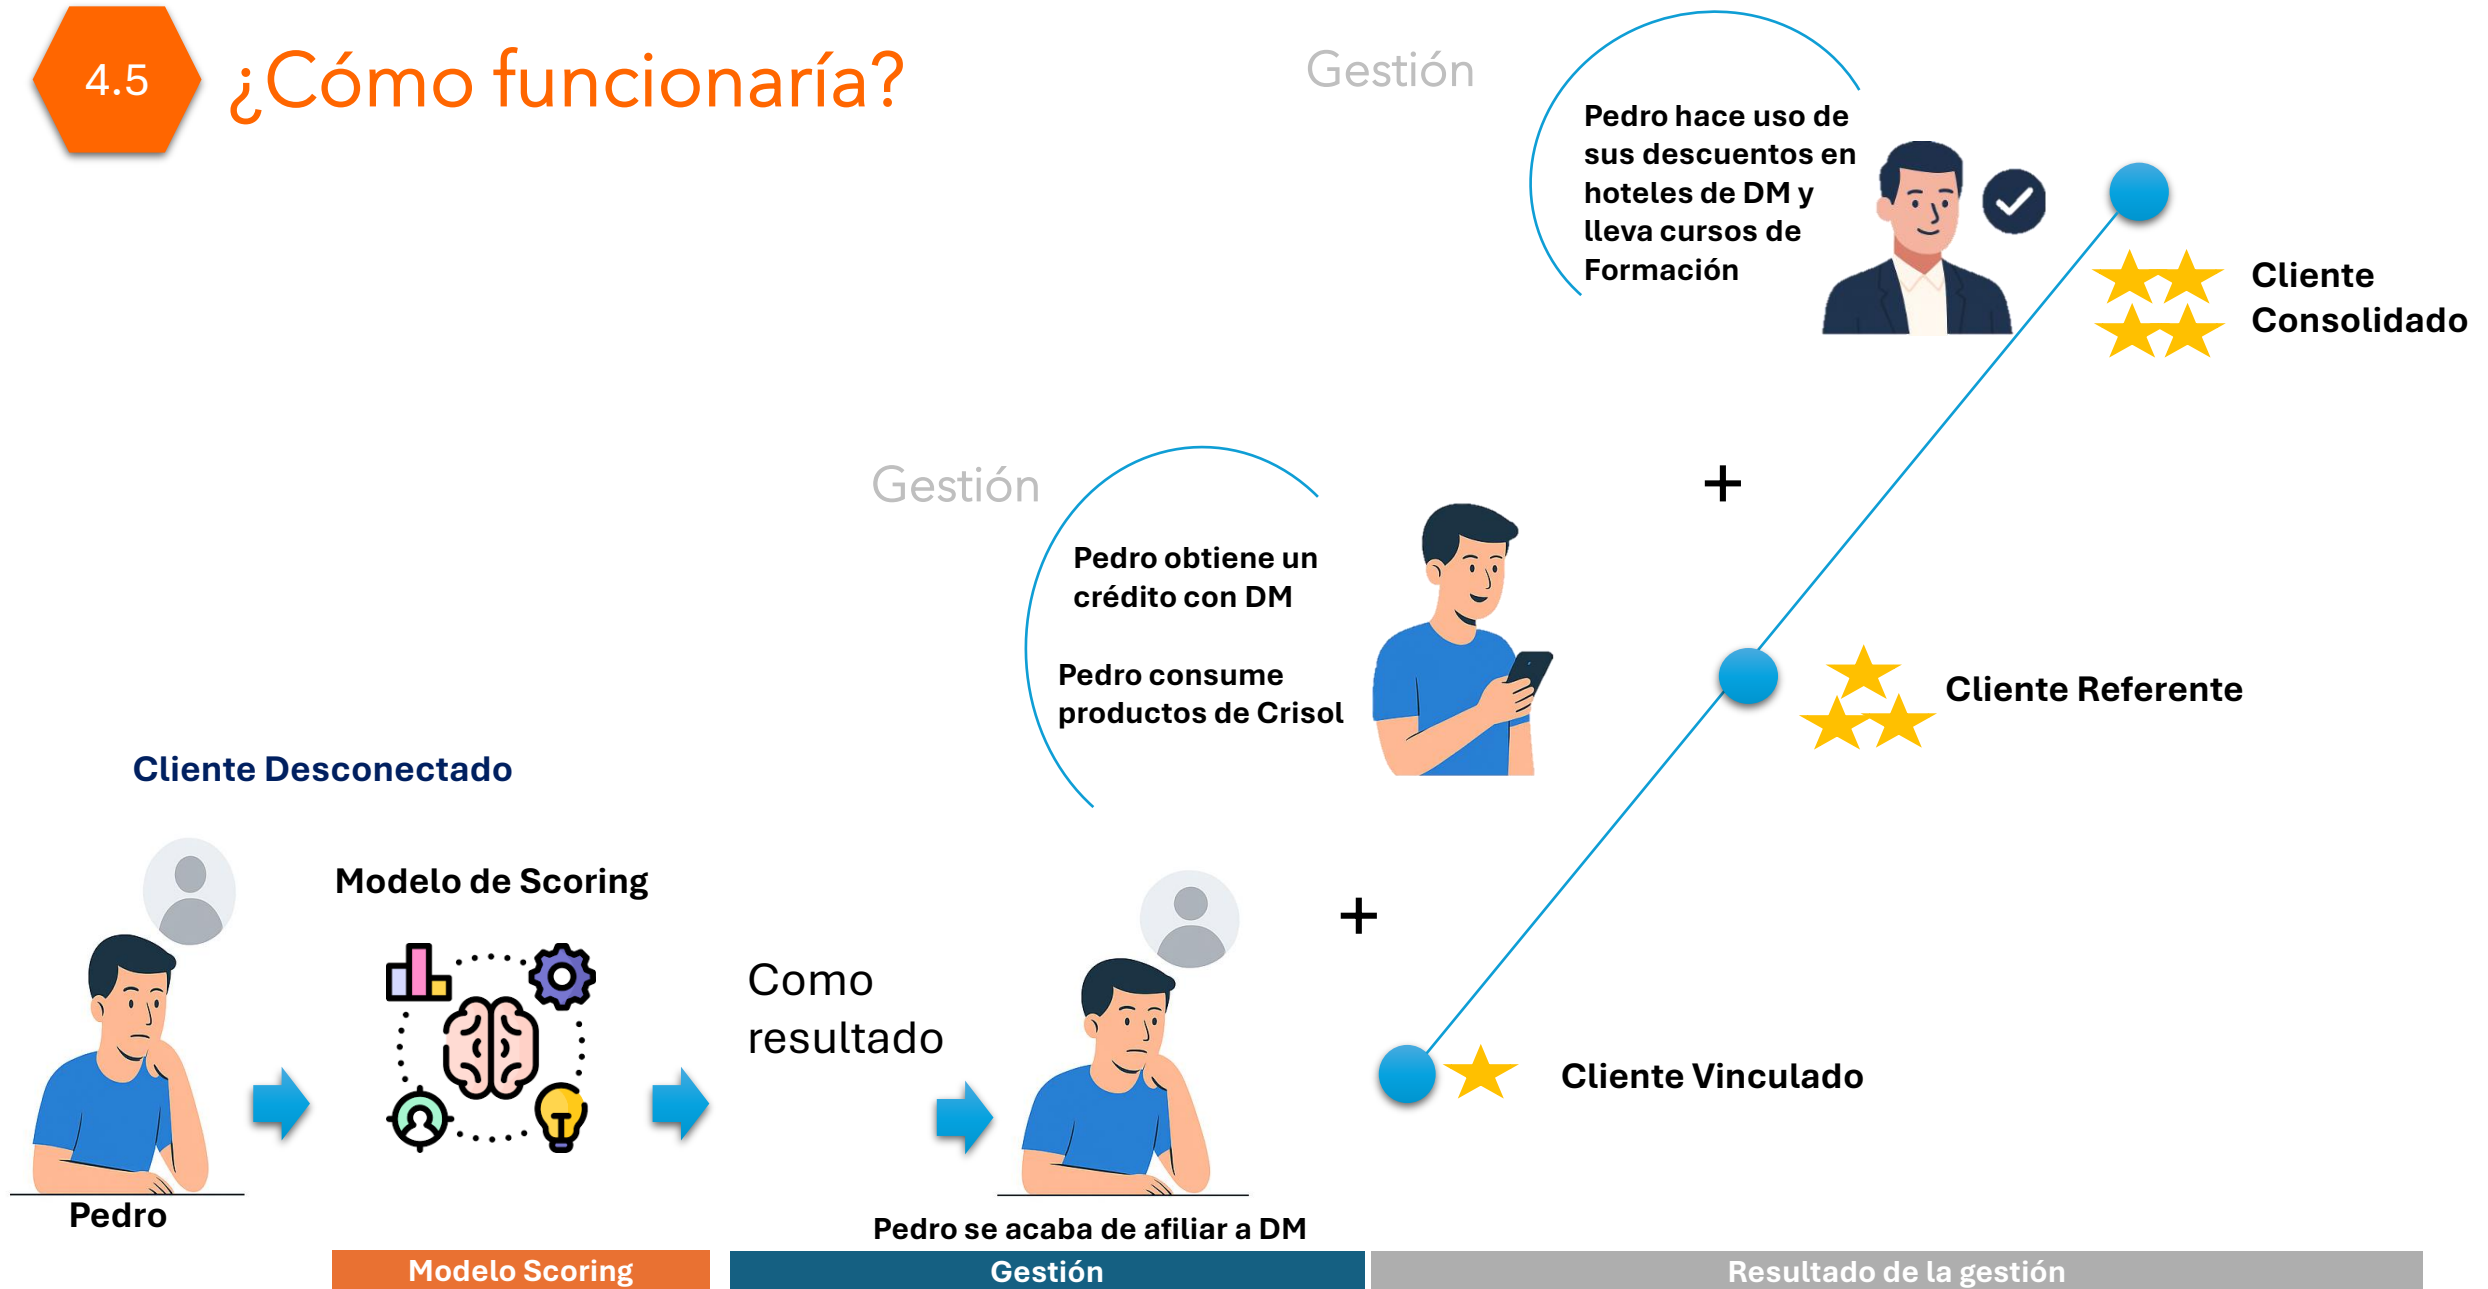 4.5
¿Cómo funcionaría?
Gestión
Pedro hace uso de
sus descuentos en
hoteles de DM y
lleva cursos de
Formación
Cliente
Consolidado
Gestión
+
Pedro obtiene un
crédito con DM
Pedro consume
productos de Crisol
Cliente Referente
Cliente Desconectado
Modelo de Scoring
+
Como
resultado
Cliente Vinculado
Pedro
Pedro se acaba de afiliar a DM
Modelo Scoring
Gestión
Resultado de la gestión